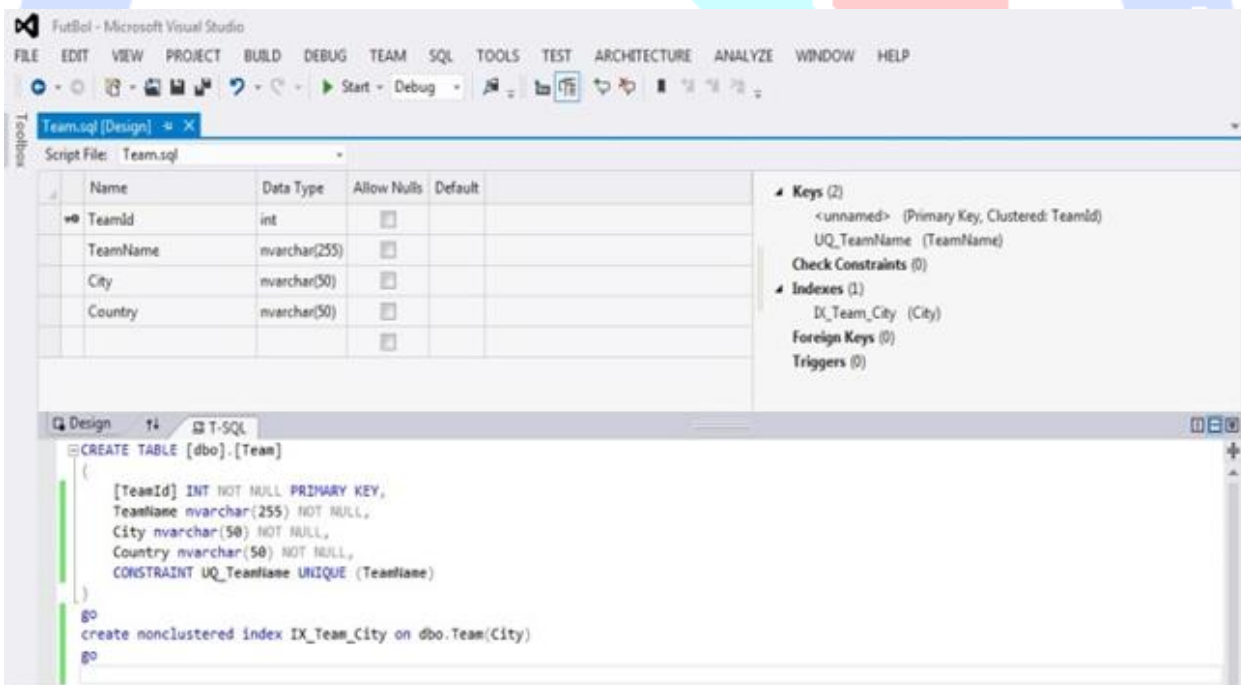 FutBol - Microsoft Visual Studio
FILE EDIT VIEW PROJECT BUILD DEBUG TEAM SQL TOOLS TEST ARCHITECTURE ANALYZE WINDOW HELP
Start - Debug
Toolbox
Team.sql [Design]
Script File: Team.sql
Name Data Type Allow Nulls Default
TeamId int
TeamName nvarchar(255)
City nvarchar(50)
Country nvarchar(50)
Keys (2)
<unnamed> (Primary Key, Clustered: TeamId)
UQ_TeamName (TeamName)
Check Constraints (0)
Indexes (1)
IX_Team_City (City)
Foreign Keys (0)
Triggers (0)
Design T-SQL
CREATE TABLE [dbo].[Team]
(
[TeamId] INT NOT NULL PRIMARY KEY,
TeamName nvarchar(255) NOT NULL,
City nvarchar(50) NOT NULL,
Country nvarchar(50) NOT NULL,
CONSTRAINT UQ_TeamName UNIQUE (TeamName)
)
go
create nonclustered index IX_Team_City on dbo.Team(City)
go